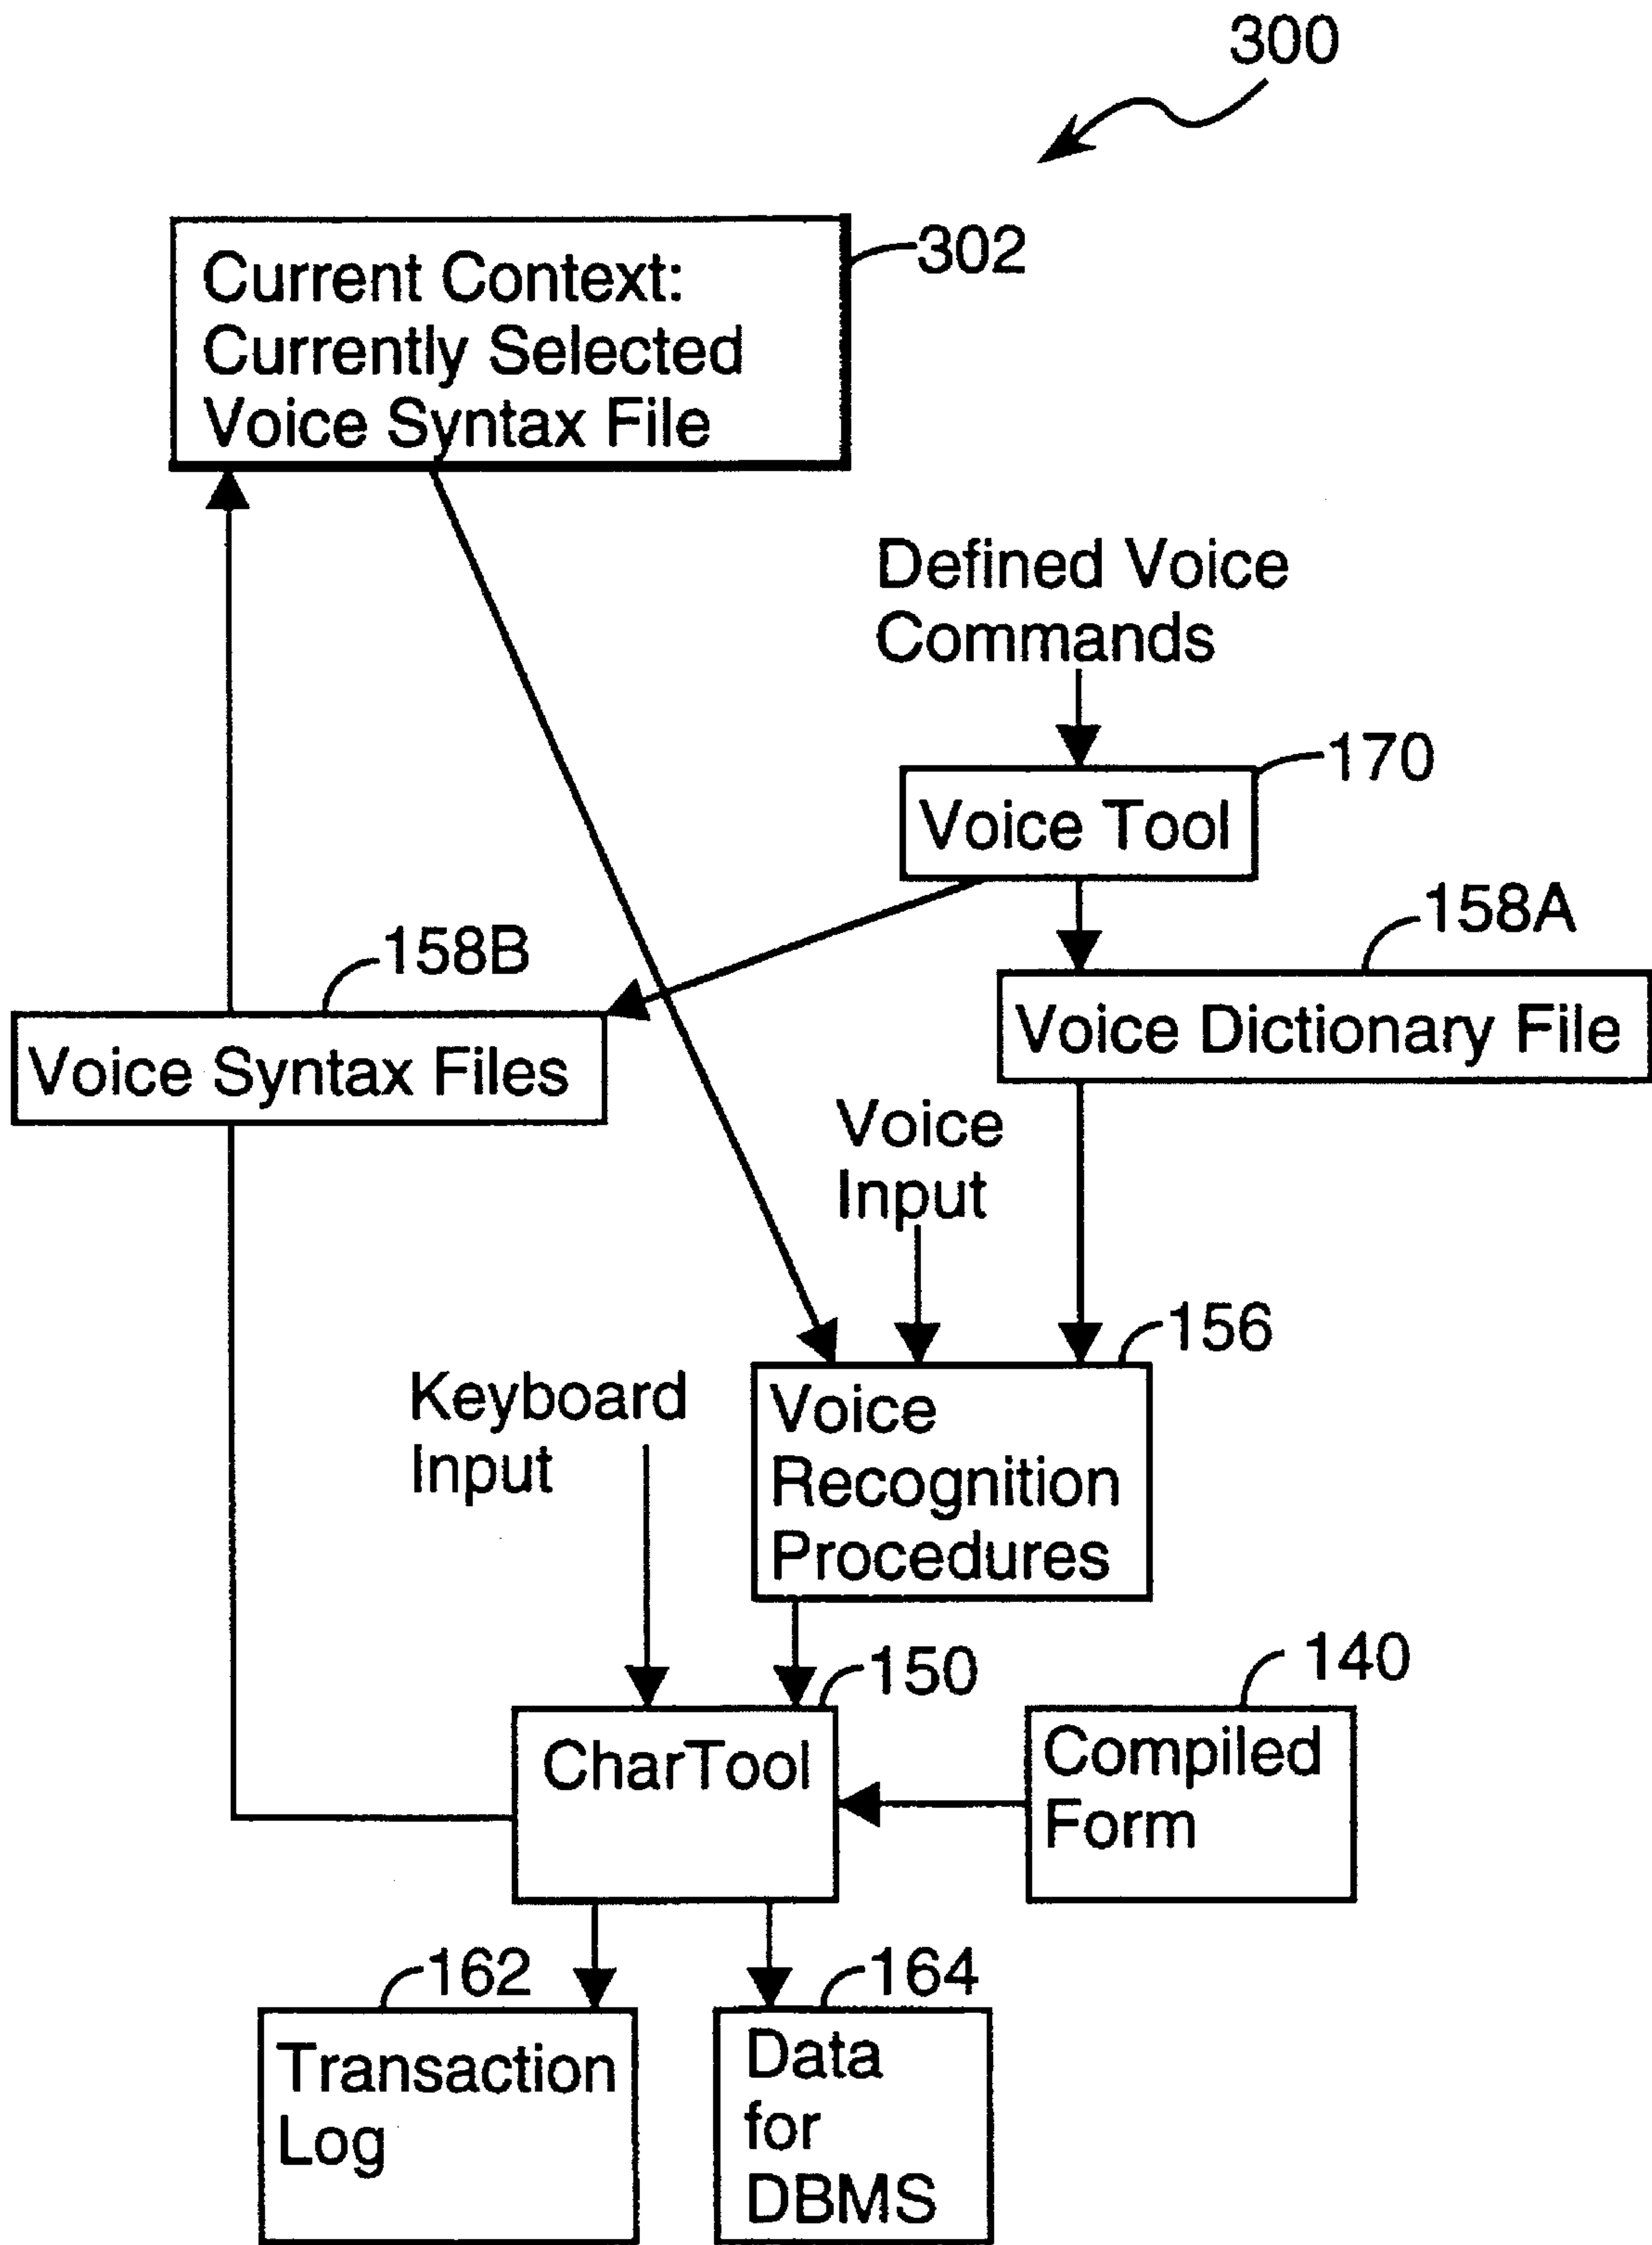 300
302
Current Context:
Currently Selected
Voice Syntax File
Defined Voice
Commands
170
Voice Tool
158B
158A
Voice Syntax Files
Voice Dictionary File
Voice
Input
156
Keyboard
Input
Voice
Recognition
Procedures
150
140
CharTool
Compiled
Form
162
164
Transaction
Log
Data
for
DBMS